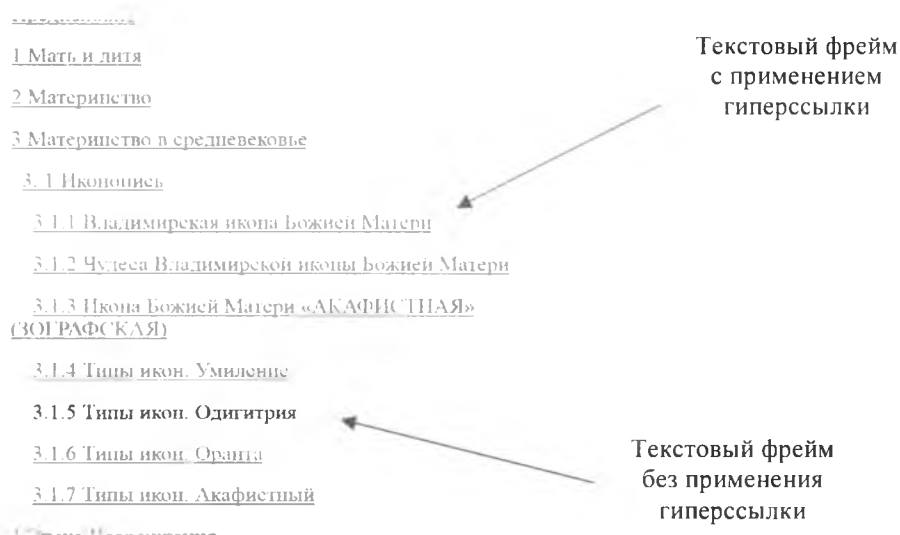 1 Мать и дитя
2 Материнство
3 Материнство в средневековье
3. 1 Иконопись
3.1.1 Владимирская икона Божией Матери
3.1.2 Чудеса Владимирской иконы Божией Матери
3.1.3 Икона Божией Матери «АКАФИСТНАЯ»
(ЗОГРАФСКАЯ)
3.1.4 Типы икон. Умиление
3.1.5 Типы икон. Одигитрия
3.1.6 Типы икон. Оранта
3.1.7 Типы икон. Акафистный
Текстовый фрейм
с применением
гиперссылки
Текстовый фрейм
без применения
гиперссылки